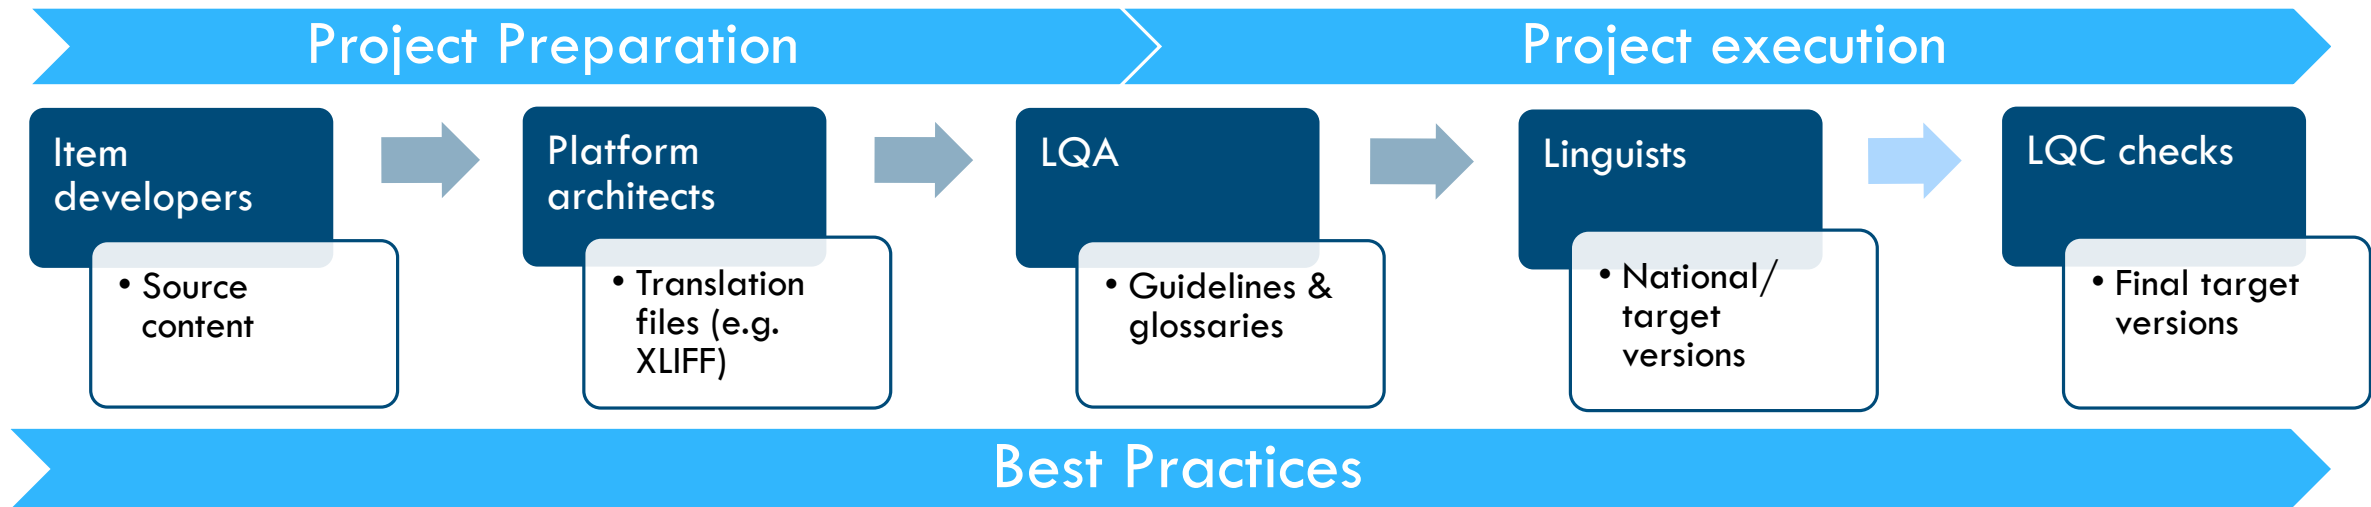 Project Preparation
Project execution
Item
developers
• Source
content
Platform
architects
• Translation
files (e.g.
XLIFF)
LQA
• Guidelines &
glossaries
Linguists
• National/
target
versions
LQC checks
• Final target
versions
Best Practices